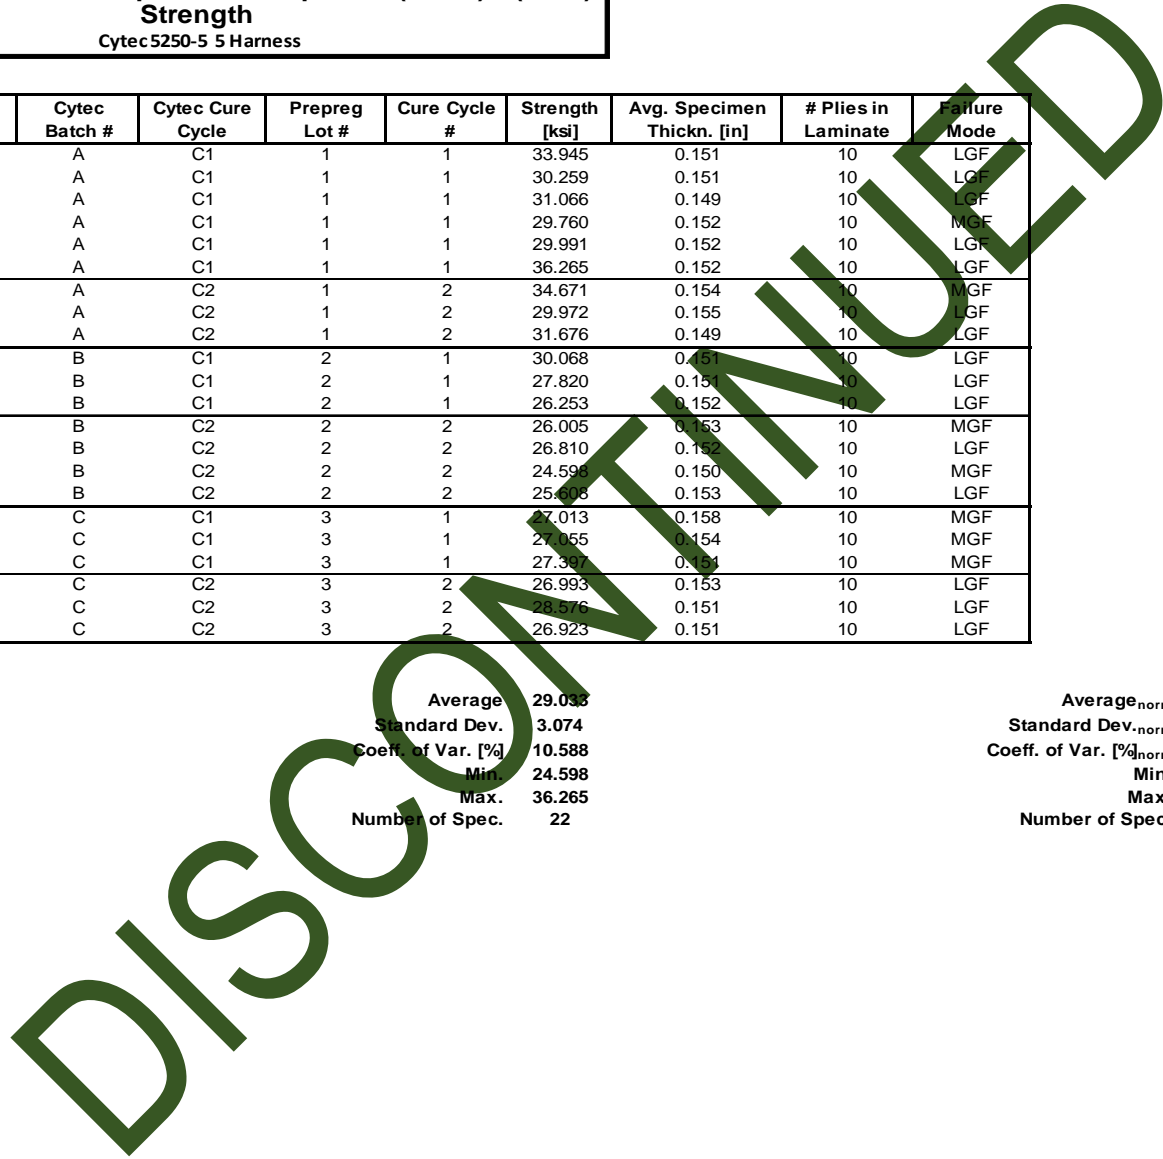 Strength
Cytec 5250-5 5 Harness
Cytec Batch # Cytec Cure Cycle Prepreg Lot # Cure Cycle # Strength [ksi] Avg. Specimen Thickn. [in] # Plies in Laminate Failure Mode
A C1 1 1 33.945 0.151 10 LGF
A C1 1 1 30.259 0.151 10 LGF
A C1 1 1 31.066 0.149 10 LGF
A C1 1 1 29.760 0.152 10 MGF
A C1 1 1 29.991 0.152 10 LGF
A C1 1 1 36.265 0.152 10 LGF
A C2 1 2 34.671 0.154 10 MGF
A C2 1 2 29.972 0.155 10 LGF
A C2 1 2 31.676 0.149 10 LGF
B C1 2 1 30.068 0.151 10 LGF
B C1 2 1 27.820 0.151 10 LGF
B C1 2 1 26.253 0.152 10 LGF
B C2 2 2 26.005 0.153 10 MGF
B C2 2 2 26.810 0.152 10 LGF
B C2 2 2 24.598 0.150 10 MGF
B C2 2 2 25.608 0.153 10 LGF
C C1 3 1 27.013 0.158 10 MGF
C C1 3 1 27.055 0.154 10 MGF
C C1 3 1 27.397 0.151 10 MGF
C C2 3 2 26.993 0.153 10 LGF
C C2 3 2 28.576 0.151 10 LGF
C C2 3 2 26.923 0.151 10 LGF
Average 29.033 Average
Standard Dev. 3.074 Standard Dev.
Coeff. of Var. [%] 10.588 Coeff. of Var. [%]
Min. 24.598 Min
Max. 36.265 Max
Number of Spec. 22 Number of Spec
DISCONTINUED